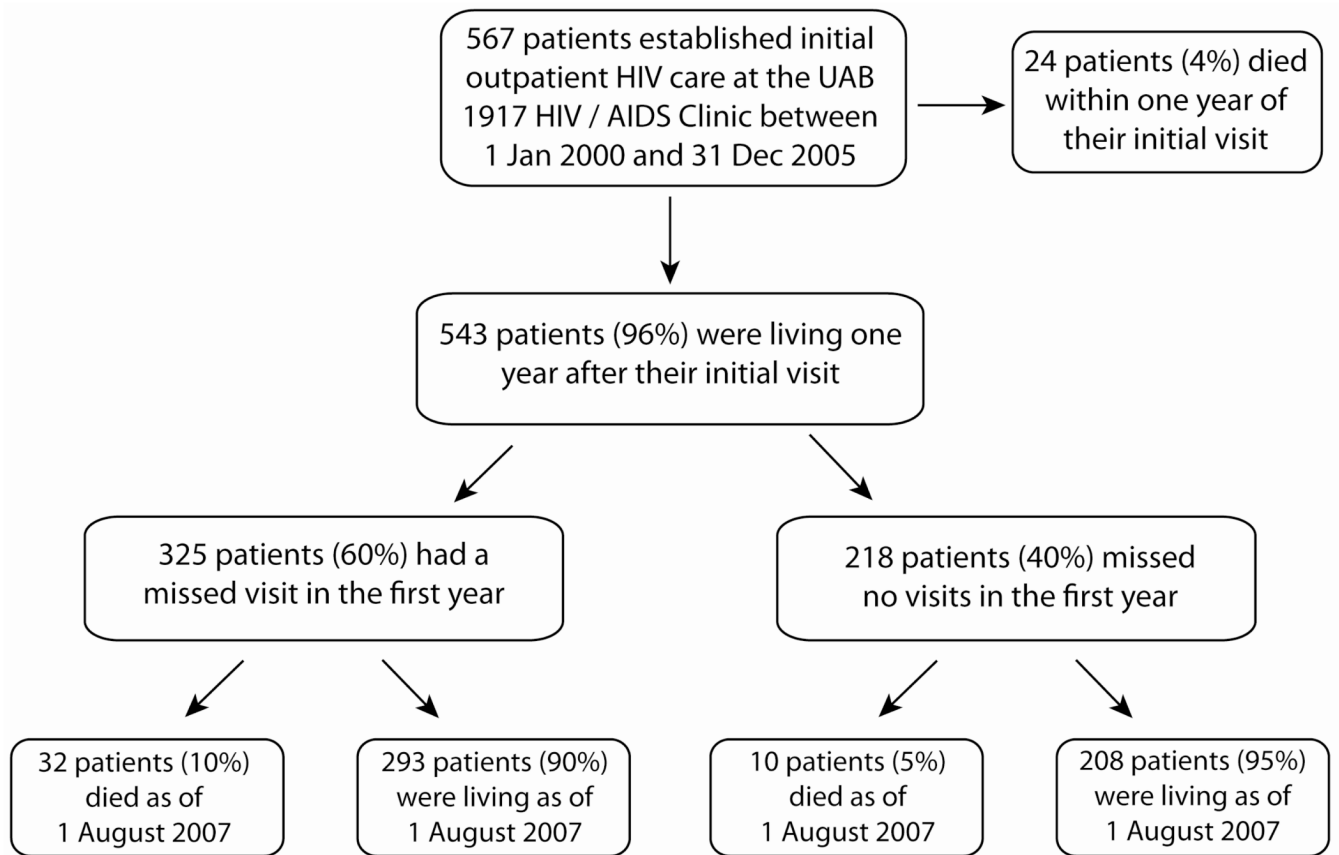 567 patients established initial
outpatient HIV care at the UAB
1917 HIV / AIDS Clinic between
1 Jan 2000 and 31 Dec 2005
24 patients (4%) died
within one year of
their initial visit
543 patients (96%) were living one
year after their initial visit
325 patients (60%) had a
missed visit in the first year
218 patients (40%) missed
no visits in the first year
32 patients (10%)
died as of
1 August 2007
293 patients (90%)
were living as of
1 August 2007
10 patients (5%)
died as of
1 August 2007
208 patients (95%)
were living as of
1 August 2007